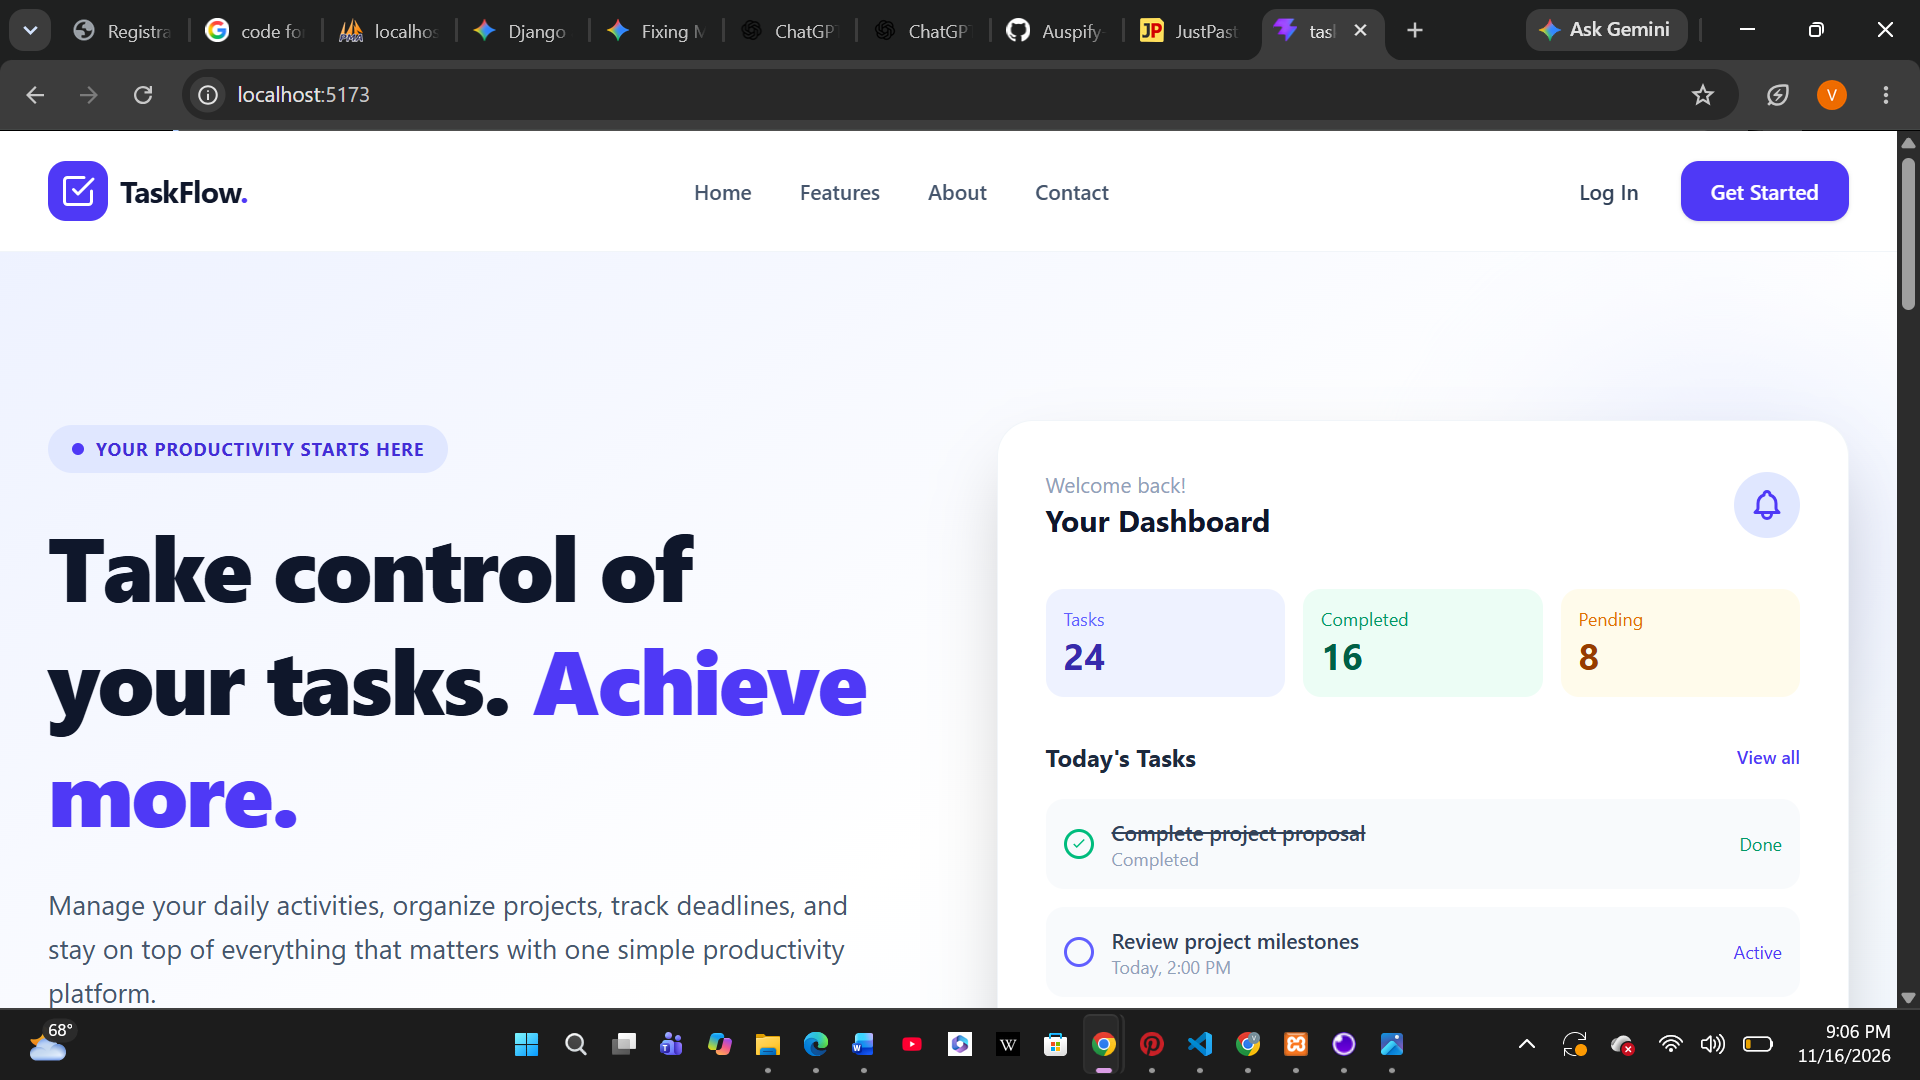 Registra
code fo
localhos
Django
Fixing M
ChatGP
ChatGP
Auspify-
JustPast
tas
Ask Gemini
localhost:5173
V
TaskFlow.
Home
Features
About
Contact
Log In
Get Started
YOUR PRODUCTIVITY STARTS HERE
Take control of
your tasks. Achieve
more.
Manage your daily activities, organize projects, track deadlines, and
stay on top of everything that matters with one simple productivity
platform.
Welcome back!
Your Dashboard
Tasks
24
Completed
16
Pending
8
Today's Tasks
View all
Complete project proposal
Completed
Done
Review project milestones
Today, 2:00 PM
Active
68°
9:06 PM
11/16/2026